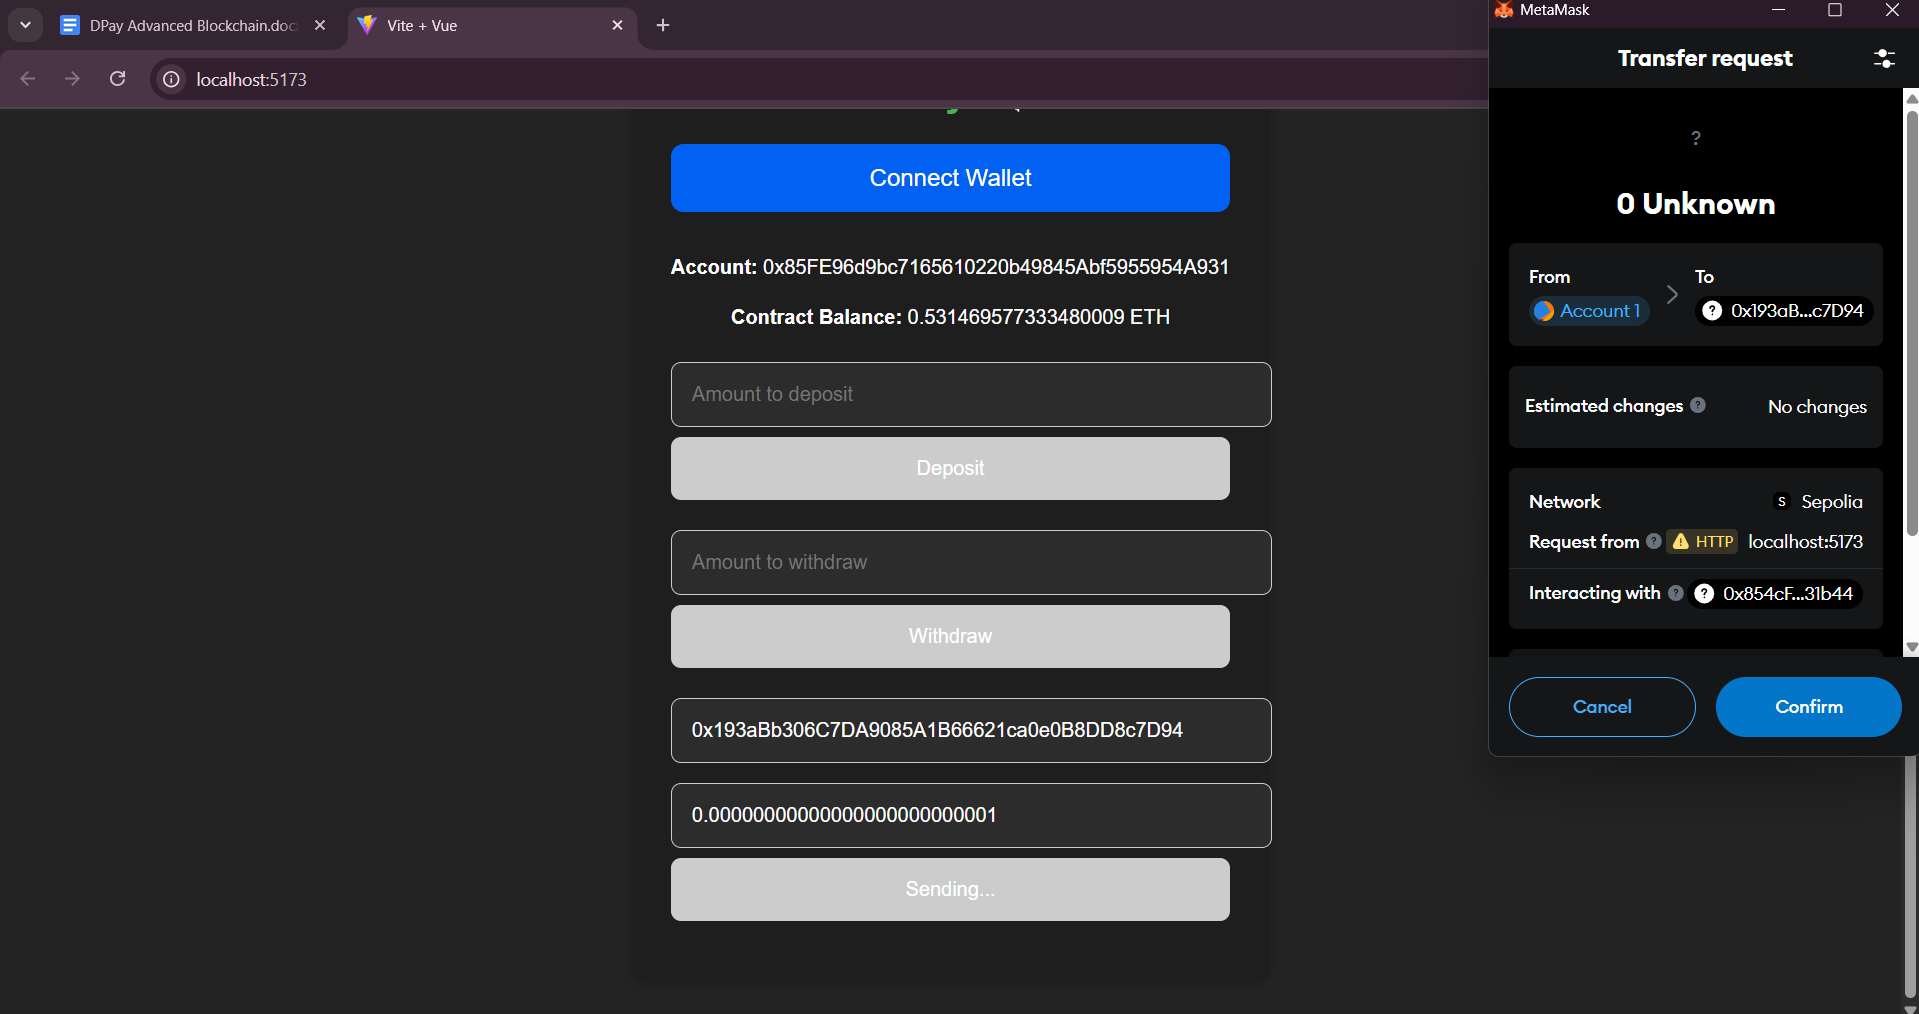 DPay Advanced Blockchain.doc
Vite + Vue
localhost:5173
Connect Wallet
Account: 0x85FE96d9bc7165610220b49845Abf5955954A931
Contract Balance: 0.531469577333480009 ETH
Amount to deposit
Deposit
Amount to withdraw
Withdraw
0x193aBb306C7DA9085A1B66621ca0e0B8DD8c7D94
0.00000000000000000000000001
Sending...
MetaMask
Transfer request
?
0 Unknown
From
To
Account 1
? 0x193aB...c7D94
Estimated changes ?
No changes
Network
S Sepolia
Request from ? HTTP localhost:5173
Interacting with ? ? 0x854cF...31b44
Cancel
Confirm